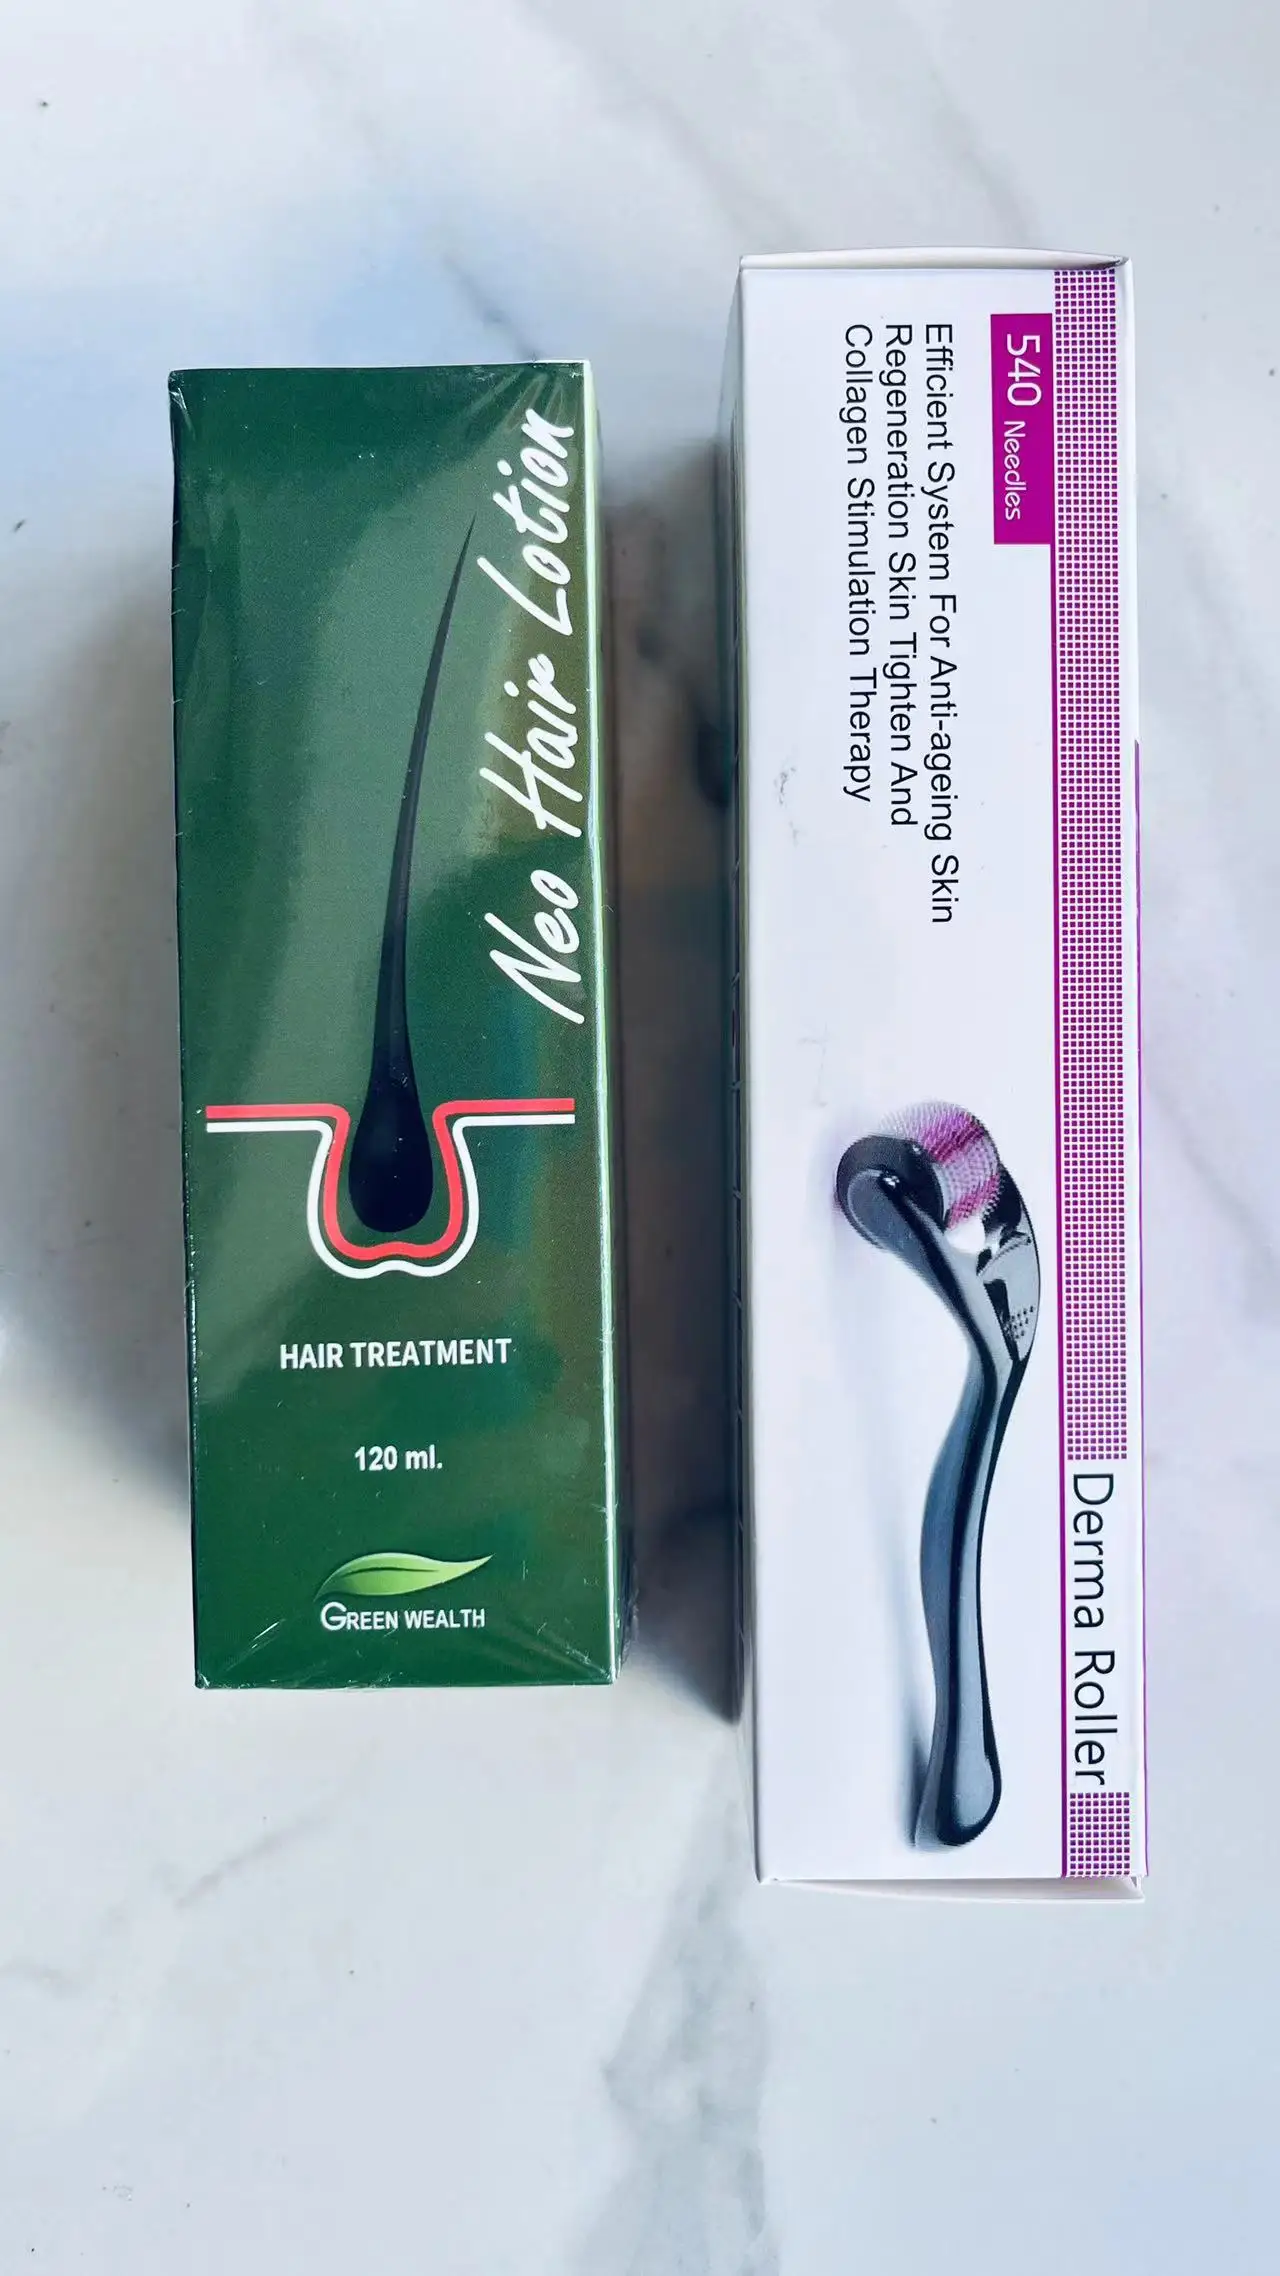 Neo Hair Lotion
HAIR TREATMENT
120 ml.
GREEN WEALTH
Derma Roller
540 Needles
Efficient System For Anti-ageing Skin
Regeneration Skin Tighten And
Collagen Stimulation Therapy